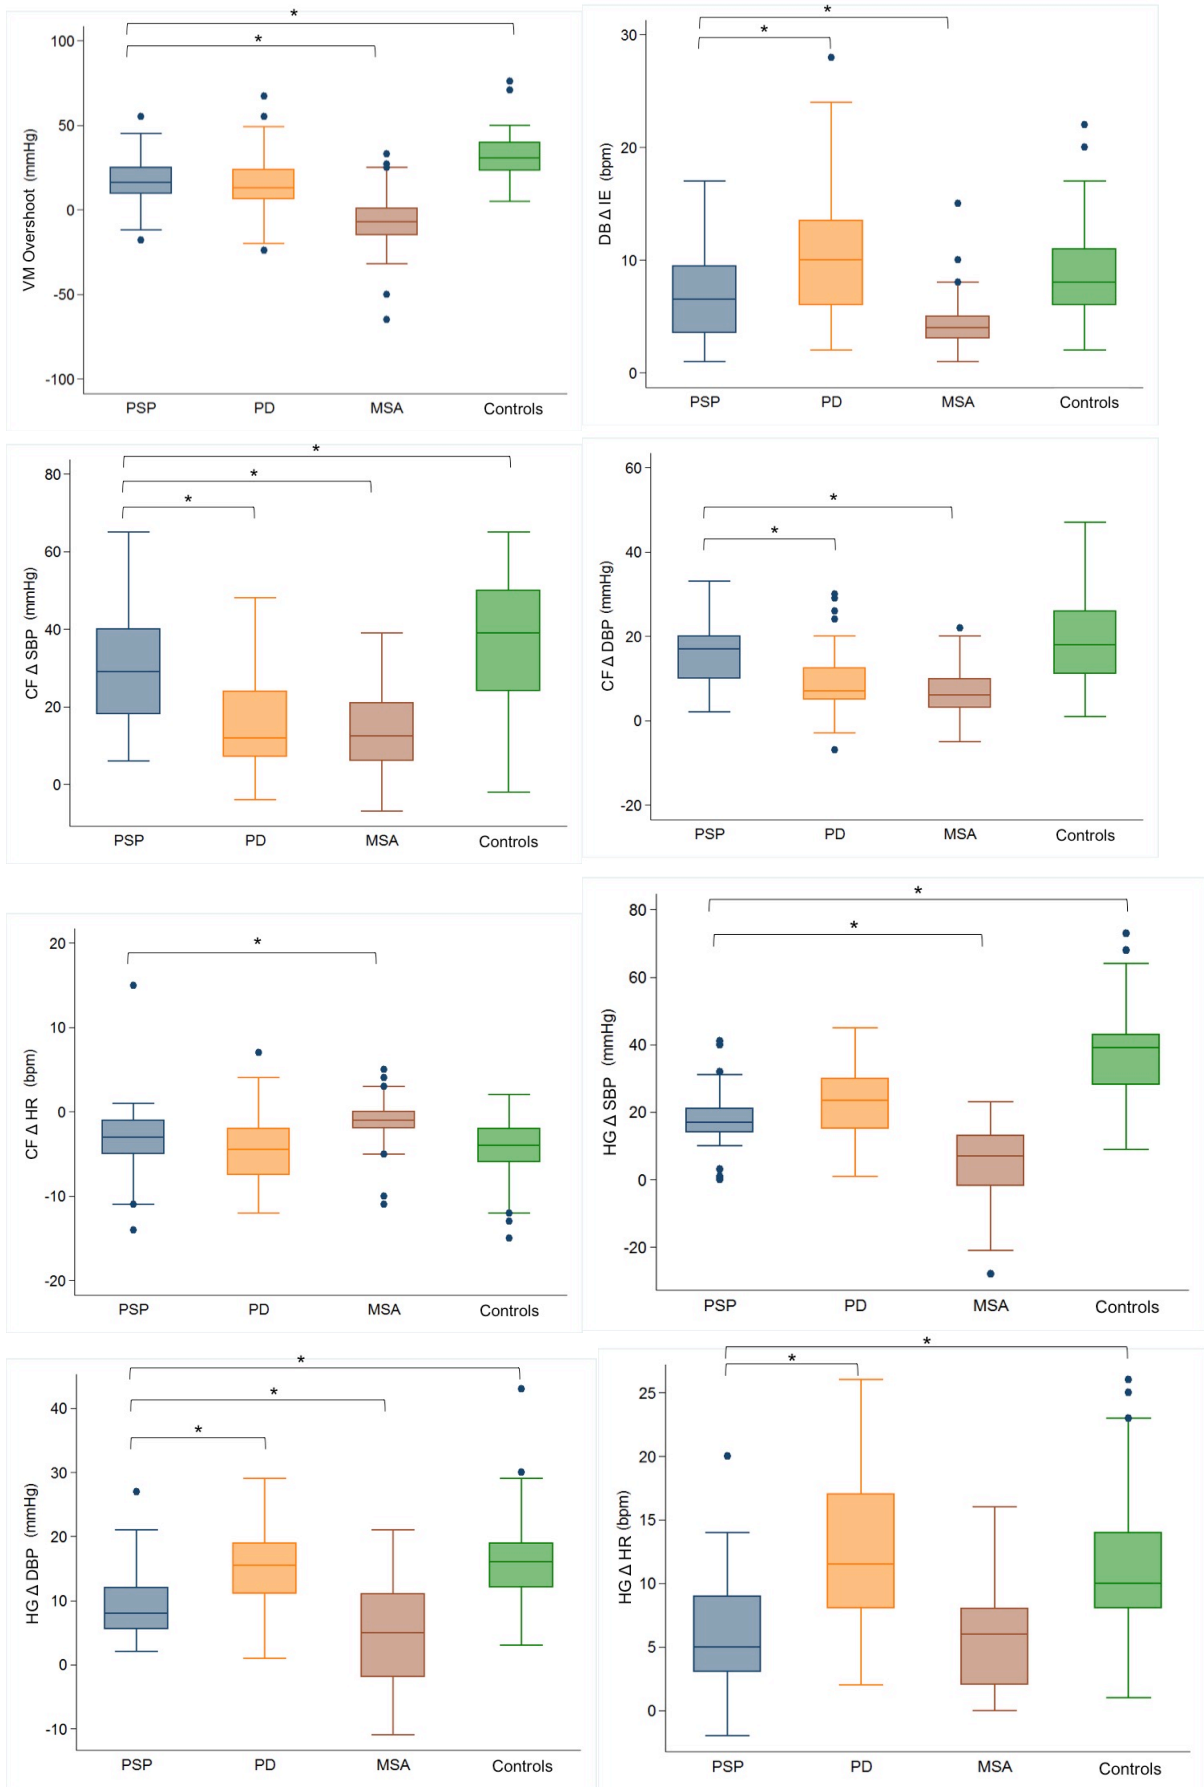 VM Overshoot (mmHg)
100
50
0
-50
-100
* *
PSP PD MSA Controls
DB Δ IE (bpm)
30
20
10
0
* *
PSP PD MSA Controls
CF Δ SBP (mmHg)
80
60
40
20
0
* * *
PSP PD MSA Controls
CF Δ DBP (mmHg)
60
40
20
0
-20
* *
PSP PD MSA Controls
CF Δ HR (bpm)
20
10
0
-10
-20
*
PSP PD MSA Controls
HG Δ SBP (mmHg)
80
60
40
20
0
-20
* *
PSP PD MSA Controls
HG Δ DBP (mmHg)
40
30
20
10
0
-10
* * *
PSP PD MSA Controls
HG Δ HR (bpm)
25
20
15
10
5
0
* *
PSP PD MSA Controls